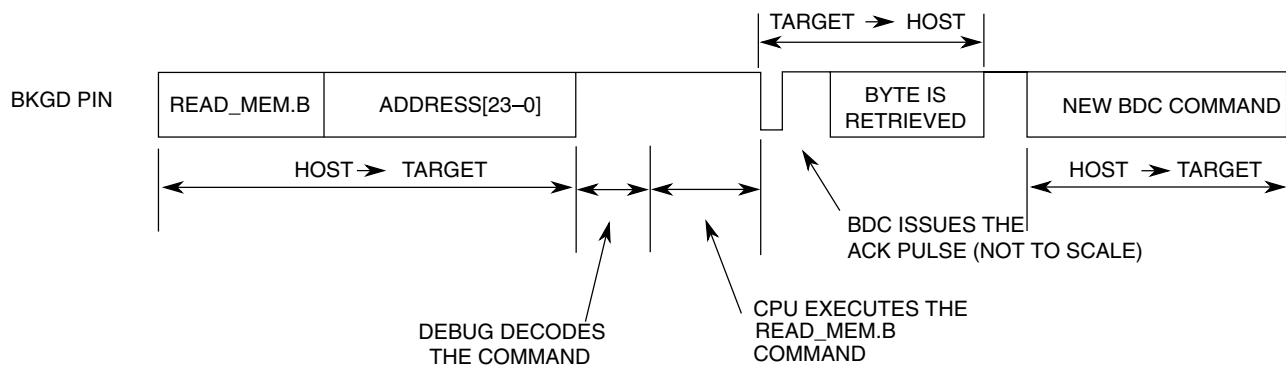 TARGET → HOST
BKGD PIN
READ_MEM.B
ADDRESS[23–0]
BYTE IS
RETRIEVED
NEW BDC COMMAND
HOST → TARGET
HOST → TARGET
BDC ISSUES THE
ACK PULSE (NOT TO SCALE)
DEBUG DECODES
THE COMMAND
CPU EXECUTES THE
READ_MEM.B
COMMAND